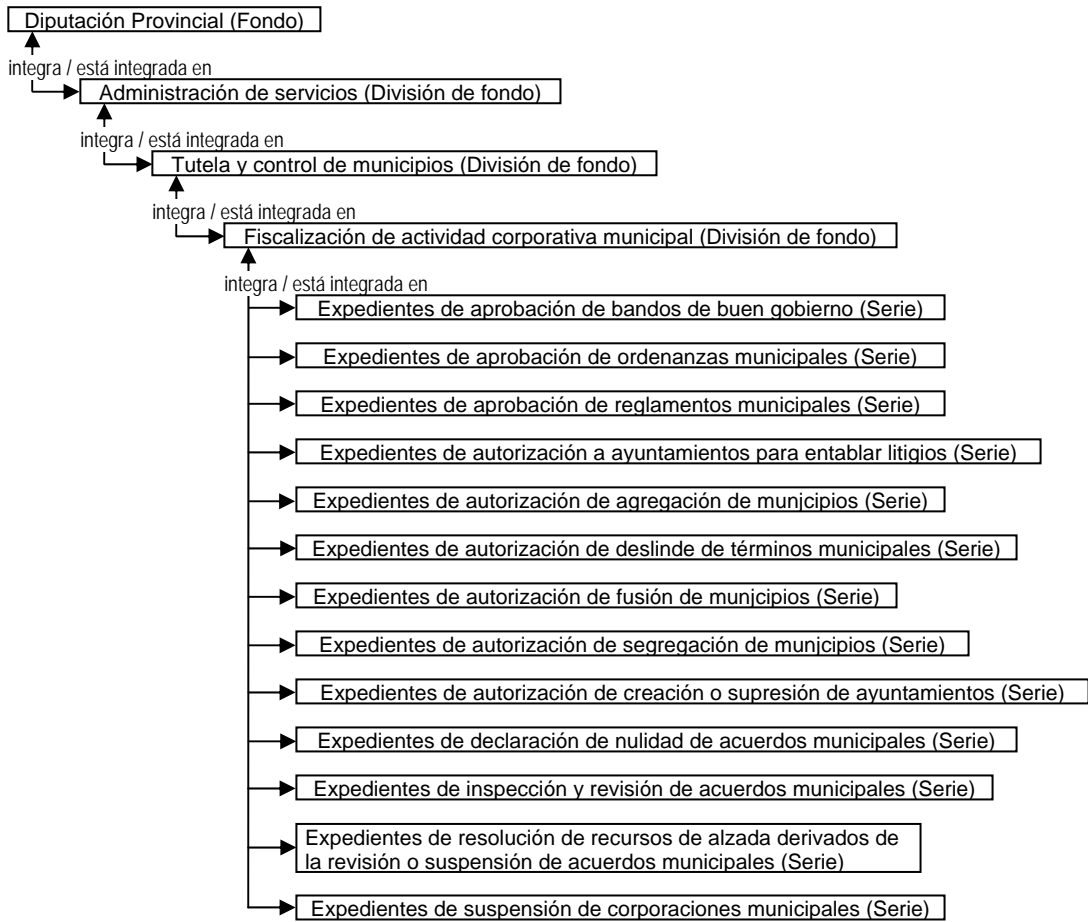 Diputación Provincial (Fondo)
integra / está integrada en
Administración de servicios (División de fondo)
integra / está integrada en
Tutela y control de municipios (División de fondo)
integra / está integrada en
Fiscalización de actividad corporativa municipal (División de fondo)
integra / está integrada en
Expedientes de aprobación de bandos de buen gobierno (Serie)
Expedientes de aprobación de ordenanzas municipales (Serie)
Expedientes de aprobación de reglamentos municipales (Serie)
Expedientes de autorización a ayuntamientos para entablar litigios (Serie)
Expedientes de autorización de agregación de munjcipios (Serie)
Expedientes de autorización de deslinde de términos municipales (Serie)
Expedientes de autorización de fusión de munjcipios (Serie)
Expedientes de autorización de segregación de munjcipios (Serie)
Expedientes de autorización de creación o supresión de ayuntamientos (Serie)
Expedientes de declaración de nulidad de acuerdos municipales (Serie)
Expedientes de inspección y revisión de acuerdos municipales (Serie)
Expedientes de resolución de recursos de alzada derivados de
la revisión o suspensión de acuerdos municipales (Serie)
Expedientes de suspensión de corporaciones municipales (Serie)